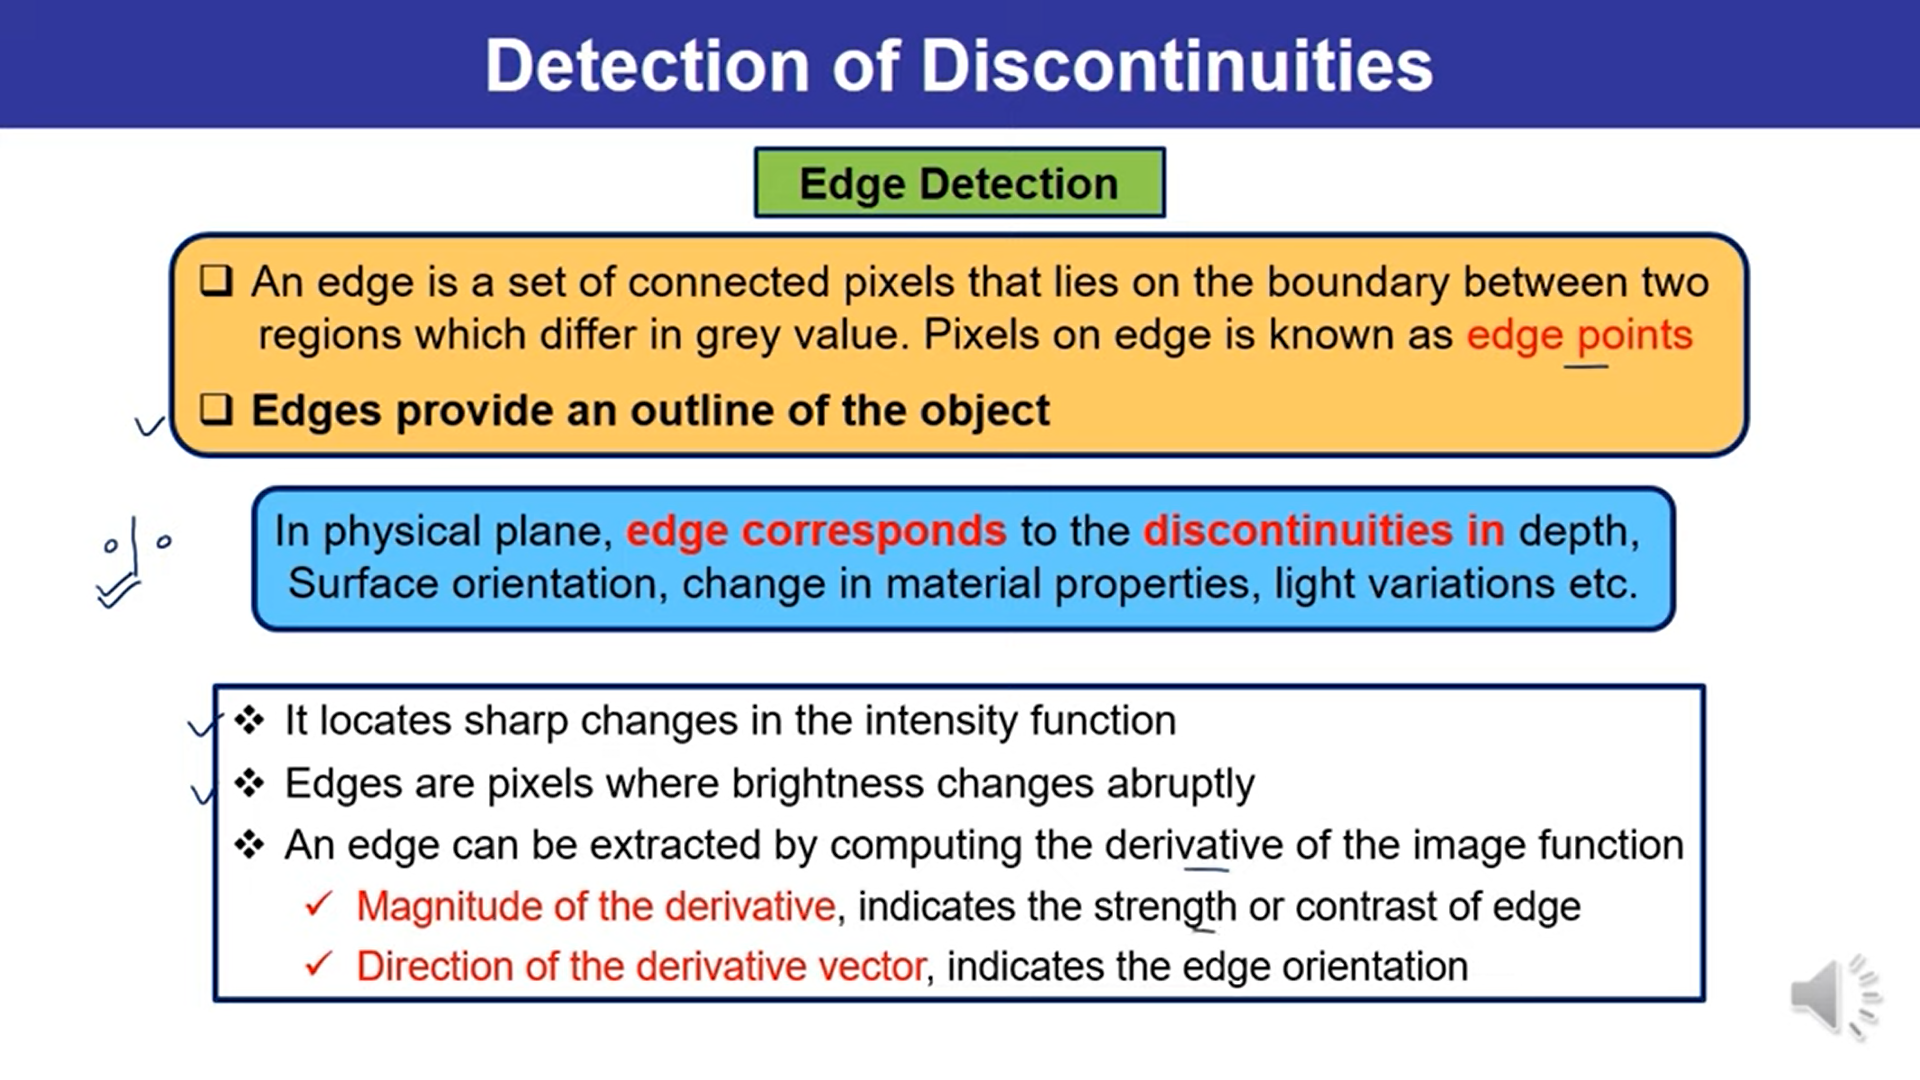 Detection of Discontinuities
Edge Detection
❑ An edge is a set of connected pixels that lies on the boundary between two
regions which differ in grey value. Pixels on edge is known as edge points
❑ Edges provide an outline of the object
In physical plane, edge corresponds to the discontinuities in depth,
Surface orientation, change in material properties, light variations etc.
❖ It locates sharp changes in the intensity function
❖ Edges are pixels where brightness changes abruptly
❖ An edge can be extracted by computing the derivative of the image function
✓ Magnitude of the derivative, indicates the strength or contrast of edge
✓ Direction of the derivative vector, indicates the edge orientation